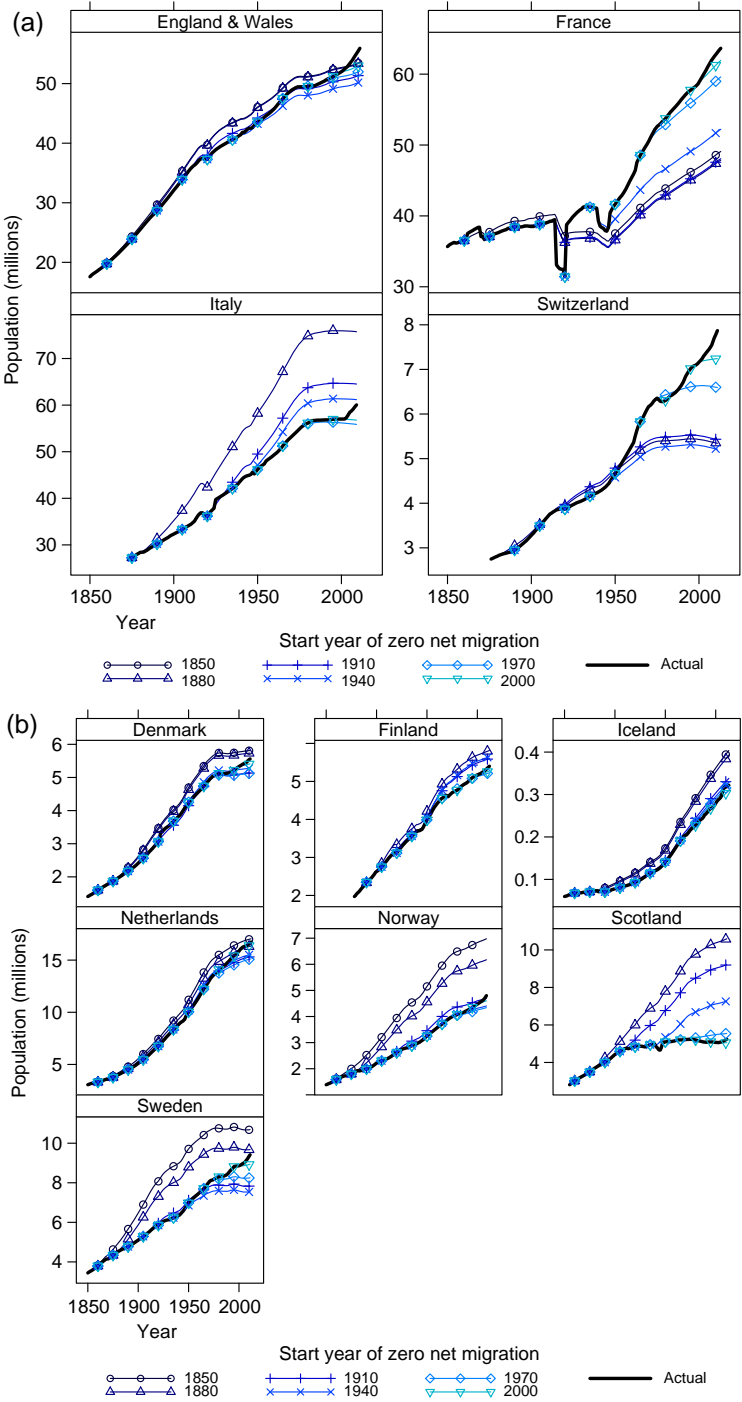 (a)
England & Wales
France
50
40
30
20
60
50
40
30
Italy
Switzerland
70
60
50
40
30
8
7
6
5
4
3
Population (millions)
1850 1900 1950 2000
1850 1900 1950 2000
Year
Start year of zero net migration
1850 1910 1970 Actual
1880 1940 2000
(b)
Denmark
Finland
Iceland
6
5
4
3
2
5
4
3
2
0.4
0.3
0.2
0.1
Netherlands
Norway
Scotland
15
10
5
7
6
5
4
3
2
10
8
6
4
Population (millions)
Sweden
10
8
6
4
1850 1900 1950 2000
Year
Start year of zero net migration
1850 1910 1970 Actual
1880 1940 2000